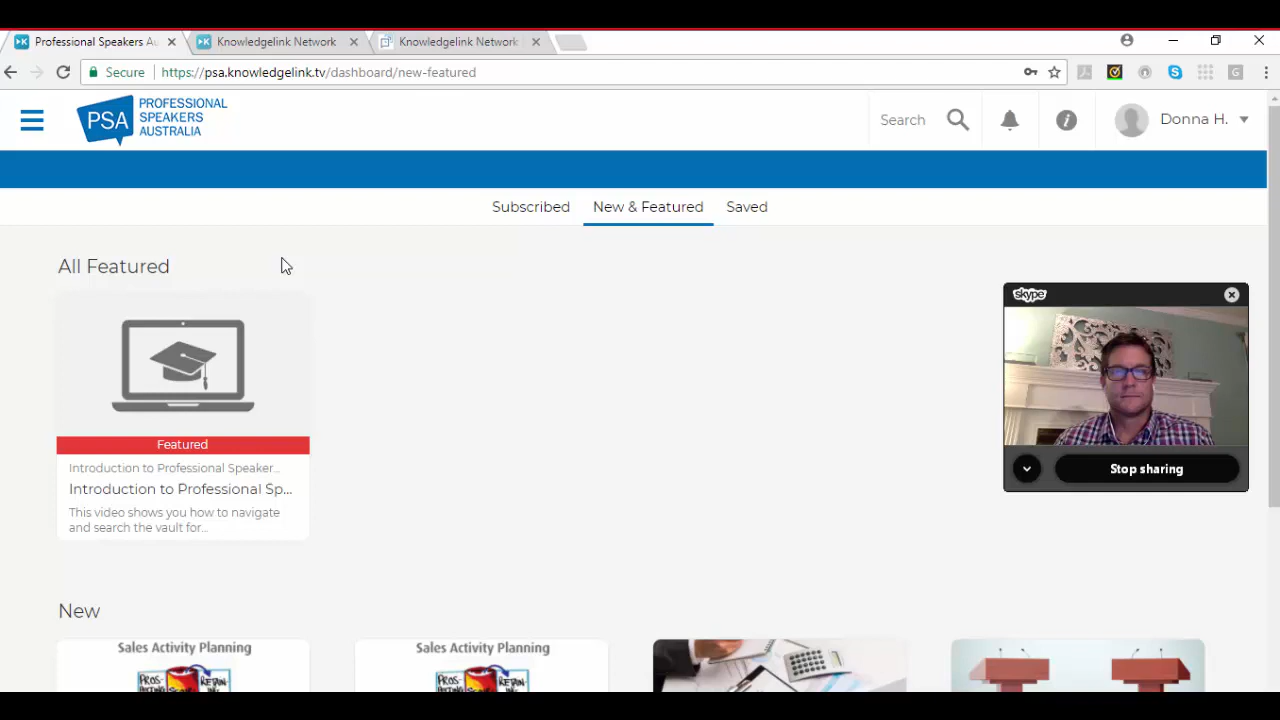 Professional Speakers Au
Knowledgelink Network
Knowledgelink Network
Secure
https://psa.knowledgelink.tv/dashboard/new-featured
PSA
PROFESSIONAL
SPEAKERS
AUSTRALIA
Search
Donna H.
Subscribed
New & Featured
Saved
All Featured
skype
Stop sharing
Featured
Introduction to Professional Speaker...
Introduction to Professional Sp...
This video shows you how to navigate
and search the vault for...
New
Sales Activity Planning
PROS-
Sales Activity Planning
PROS-